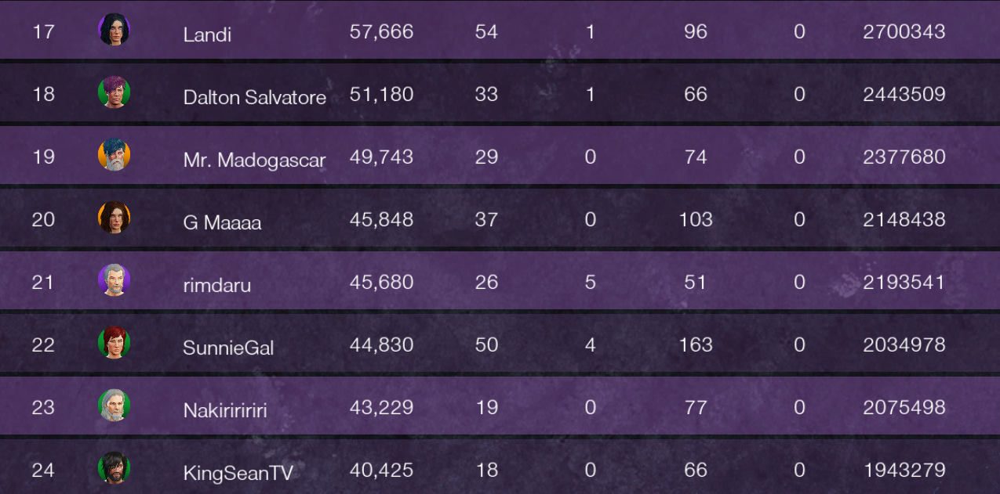 17 Landi 57,666 54 1 96 0 2700343
18 Dalton Salvatore 51,180 33 1 66 0 2443509
19 Mr. Madogascar 49,743 29 0 74 0 2377680
20 G Maaaa 45,848 37 0 103 0 2148438
21 rimdaru 45,680 26 5 51 0 2193541
22 SunnieGal 44,830 50 4 163 0 2034978
23 Nakiriririri 43,229 19 0 77 0 2075498
24 KingSeanTV 40,425 18 0 66 0 1943279